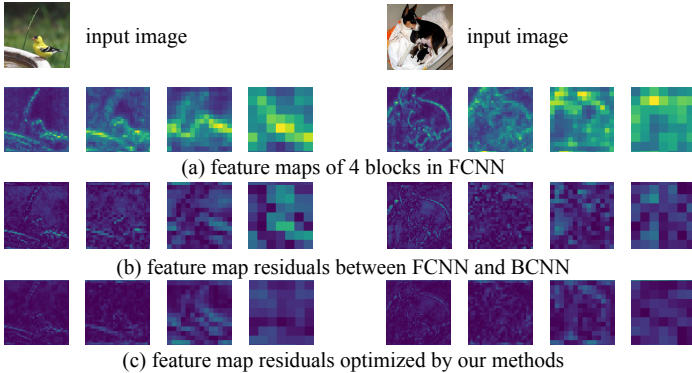 input image
input image
(a) feature maps of 4 blocks in FCNN
(b) feature map residuals between FCNN and BCNN
(c) feature map residuals optimized by our methods